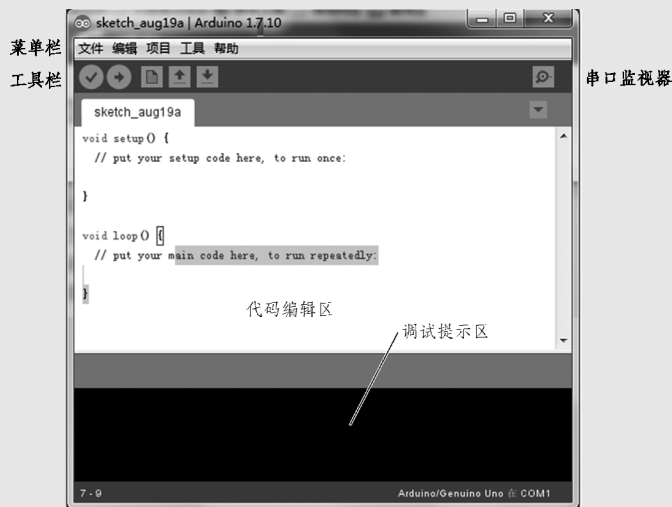 sketch_aug19a | Arduino 1.7.10
菜单栏
文件 编辑 项目 工具 帮助
工具栏
串口监视器
sketch_aug19a
void setup() {
// put your setup code here, to run once:
}
void loop() {
// put your main code here, to run repeatedly:
}
代码编辑区
调试提示区
7 - 9
Arduino/Genuino Uno 在 COM1